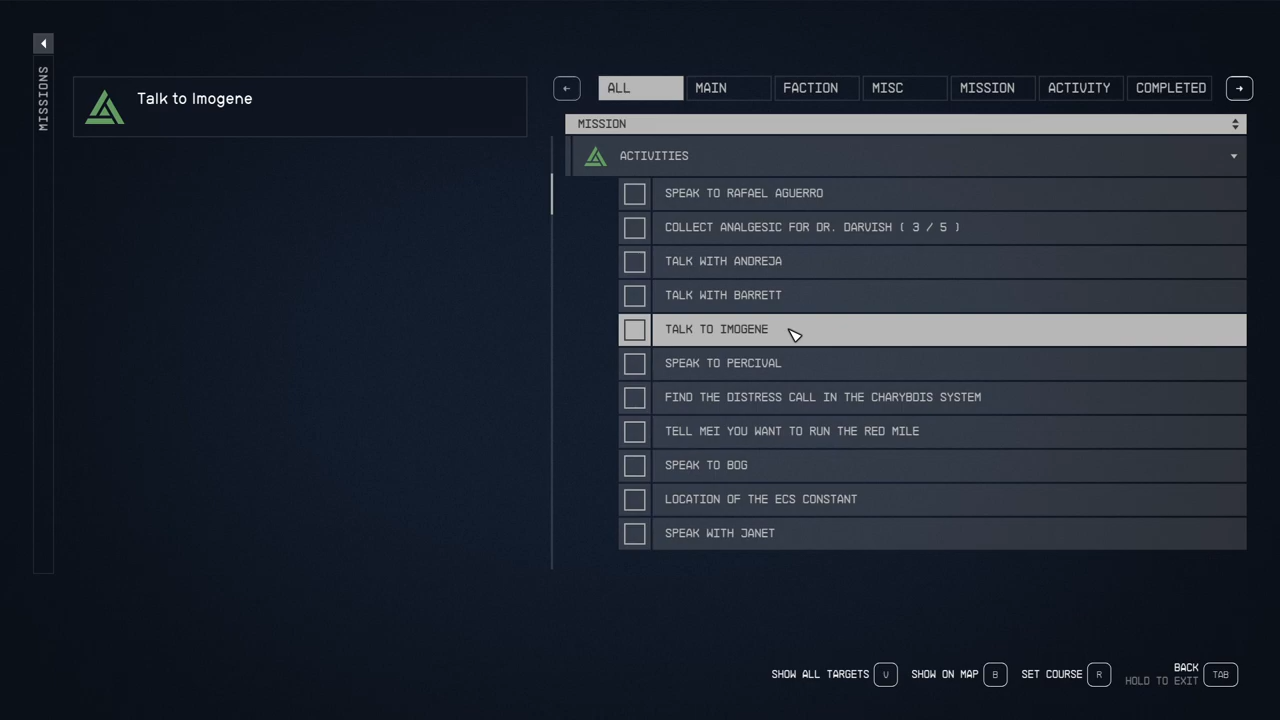 MISSIONS
Talk to Imogene
ALL
MAIN
FACTION
MISC
MISSION
ACTIVITY
COMPLETED
MISSION
ACTIVITIES
SPEAK TO RAFAEL AGUERRO
COLLECT ANALGESIC FOR DR. DARVISH ( 3 / 5 )
TALK WITH ANDREJA
TALK WITH BARRETT
TALK TO IMOGENE
SPEAK TO PERCIVAL
FIND THE DISTRESS CALL IN THE CHARYBDIS SYSTEM
TELL MEI YOU WANT TO RUN THE RED MILE
SPEAK TO BOG
LOCATION OF THE ECS CONSTANT
SPEAK WITH JANET
SHOW ALL TARGETS V
SHOW ON MAP B
SET COURSE R
BACK
HOLD TO EXIT
TAB